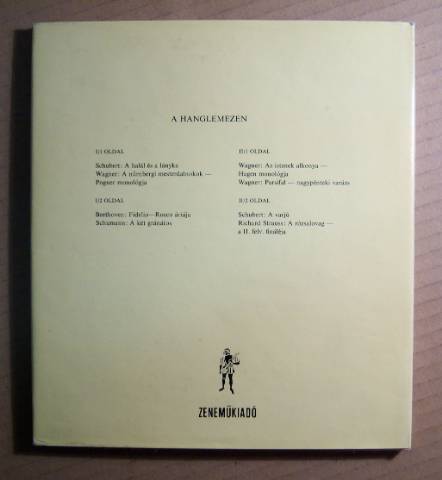 A HANGLEMEZEN
I/1 OLDAL
Schubert: A halál és a lányka
Wagner: A nürnbergi mesterdalnokok —
Pogner monológja
I/2 OLDAL
Beethoven: Fidelio—Rocco áriája
Schumann: A két gránátos
II/1 OLDAL
Wagner: Az istenek alkonya —
Hagen monológja
Wagner: Parsifal — nagypénteki varázs
II/2 OLDAL
Schubert: A varjú
Richard Strauss: A rózsalovag —
a II. felv. fináléja
ZENEMŰKIADÓ